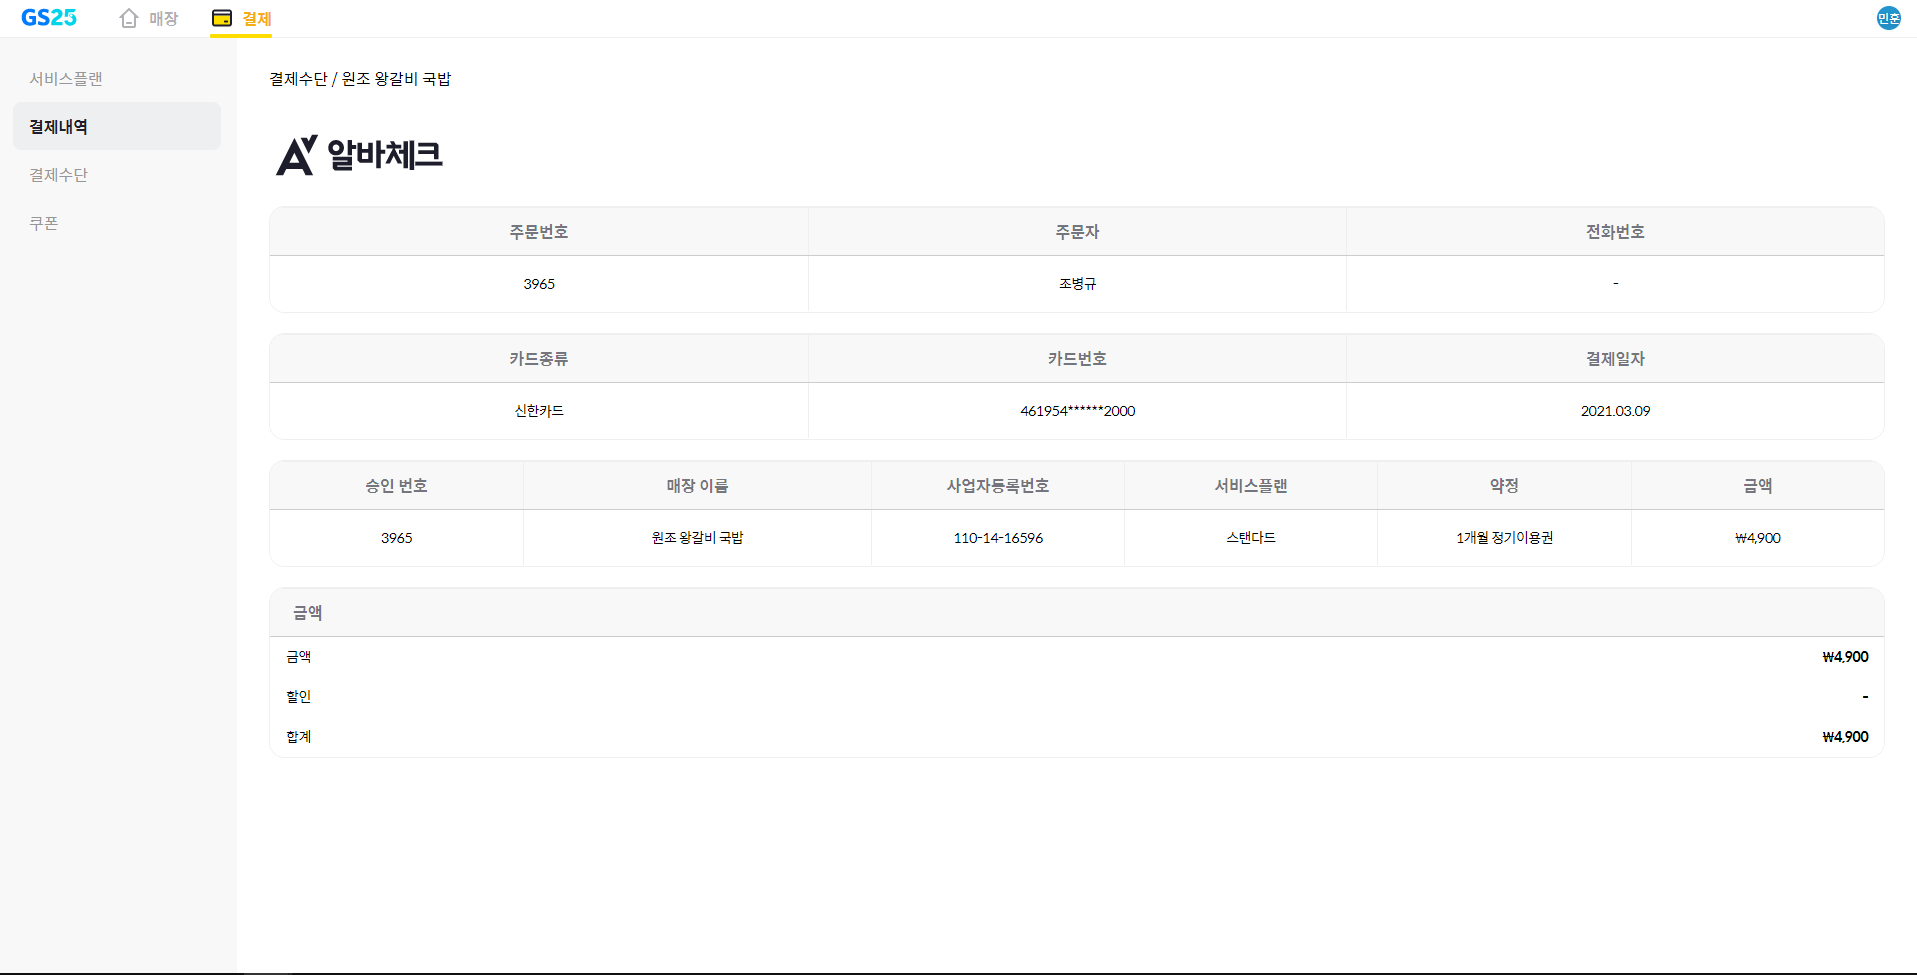 GS25 매장 결제 민훈
서비스플랜
결제내역
결제수단
쿠폰
결제수단 / 원조 왕갈비 국밥
알바체크
주문번호 주문자 전화번호
3965 조병규 -
카드종류 카드번호 결제일자
신한카드 461954******2000 2021.03.09
승인 번호 매장 이름 사업자등록번호 서비스플랜 약정 금액
3965 원조 왕갈비 국밥 110-14-16596 스탠다드 1개월 정기이용권 ₩4,900
금액
금액 ₩4,900
할인 -
합계 ₩4,900